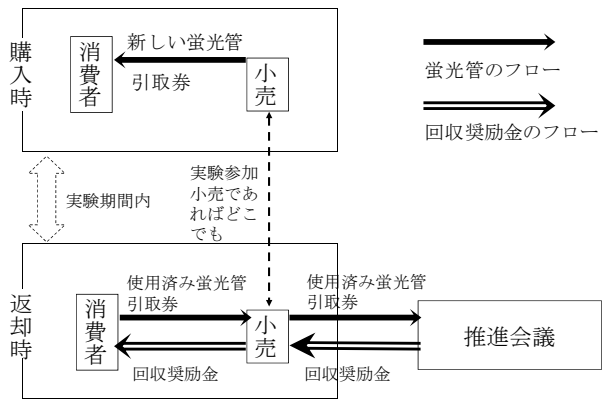 購入時
消費者
新しい蛍光管
引取券
小売
蛍光管のフロー
回収奨励金のフロー
実験期間内
実験参加
小売であ
ればどこ
でも
返却時
消費者
使用済み蛍光管
引取券
回収奨励金
小売
使用済み蛍光管
引取券
回収奨励金
推進会議